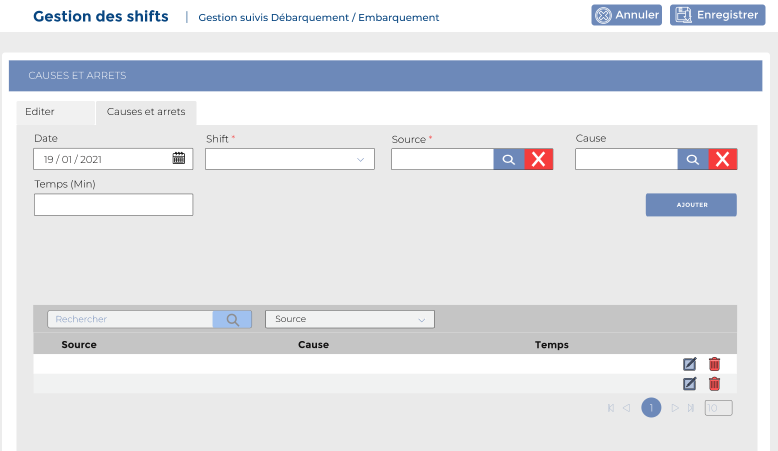 Gestion des shifts | Gestion suivis Débarquement / Embarquement Annuler Enregistrer
CAUSES ET ARRETS
Editer Causes et arrets
Date Shift * Source * Cause
19 / 01 / 2021
Temps (Min)
AJOUTER
Rechercher Source
Source Cause Temps
1 10